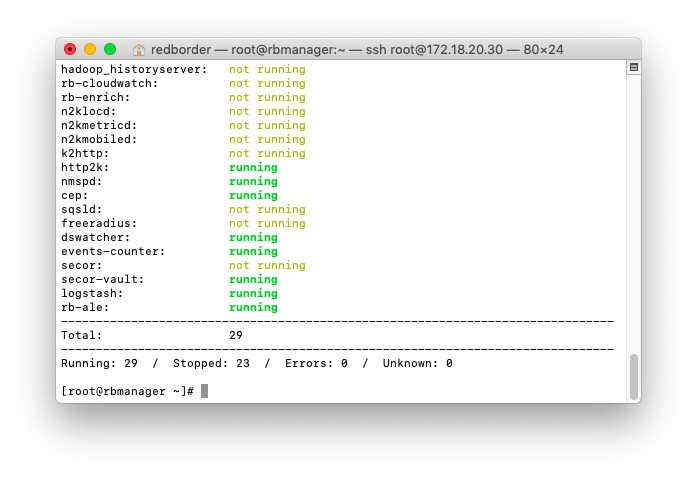 redborder — root@rbmanager:~ — ssh root@172.18.20.30 — 80×24
hadoop_historyserver: not running
rb-cloudwatch: not running
rb-enrich: not running
n2klocd: not running
n2kmetricd: not running
n2kmobiled: not running
k2http: not running
http2k: running
nmspd: running
cep: running
sqsld: not running
freeradius: not running
dswatcher: running
events-counter: running
secor: not running
secor-vault: running
logstash: running
rb-ale: running
Total: 29
Running: 29 / Stopped: 23 / Errors: 0 / Unknown: 0
[root@rbmanager ~]#